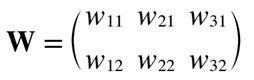 W = ( w₁₁ w₂₁ w₃₁
w₁₂ w₂₂ w₃₂ )